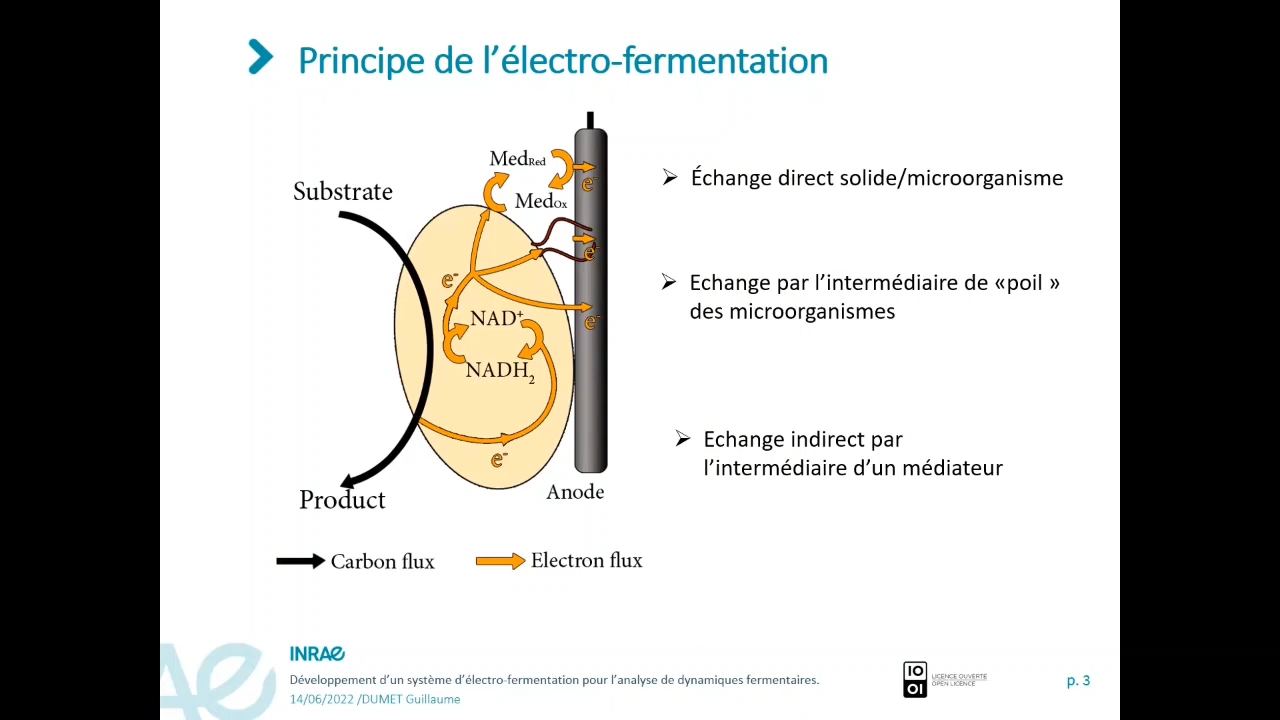 Principe de l’électro-fermentation
MedRed
e-
Substrate
MedOx
e-
e-
NAD+
e-
NADH2
e-
Product
Anode
Carbon flux
Electron flux
Échange direct solide/microorganisme
Echange par l’intermédiaire de «poil »
des microorganismes
Echange indirect par
l’intermédiaire d’un médiateur
INRAE
Développement d’un système d’électro-fermentation pour l’analyse de dynamiques fermentaires.
14/06/2022 /DUMET Guillaume
IO
OI
LICENCE OUVERTE
OPEN LICENCE
p. 3